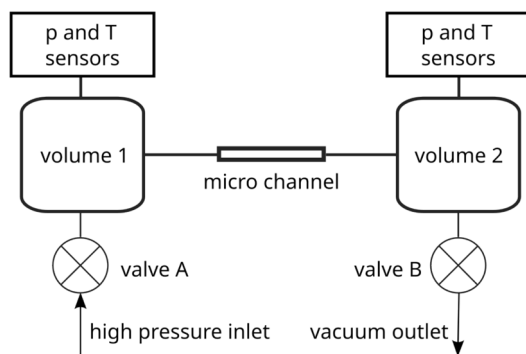 p and T
sensors
p and T
sensors
volume 1
volume 2
micro channel
valve A
valve B
high pressure inlet
vacuum outlet